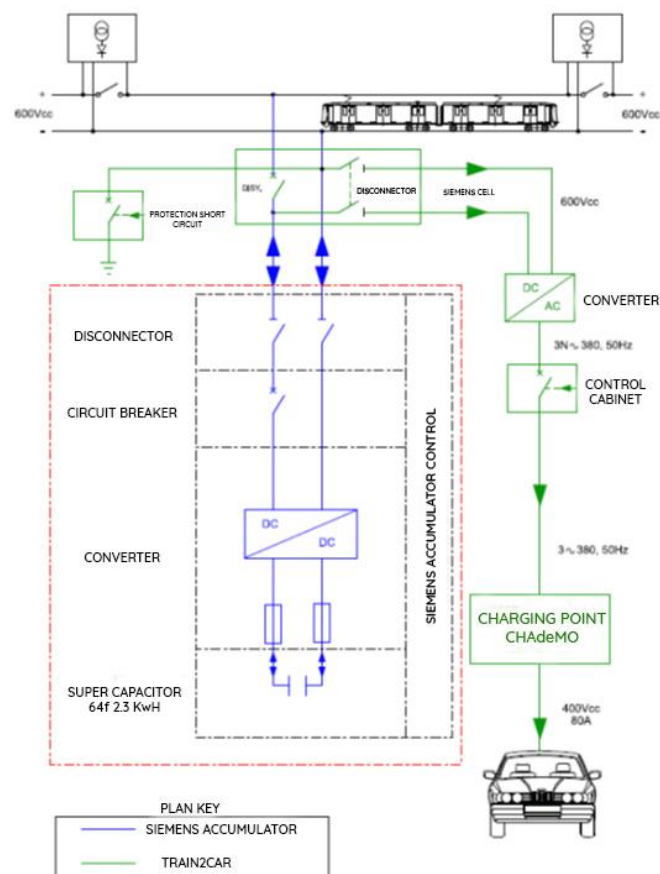 600Vcc
+
-
600Vcc
+
-
DISY.
DISCONNECTOR
SIEMENS CELL
600Vcc
PROTECTION SHORT
CIRCUIT
DC
AC
CONVERTER
3N~380, 50Hz
CONTROL
CABINET
DISCONNECTOR
CIRCUIT BREAKER
CONVERTER
DC
DC
SIEMENS ACCUMULATOR CONTROL
3~380, 50Hz
CHARGING POINT
CHAdeMO
SUPER CAPACITOR
64f 2.3 KwH
400Vcc
80A
PLAN KEY
SIEMENS ACCUMULATOR
TRAIN2CAR